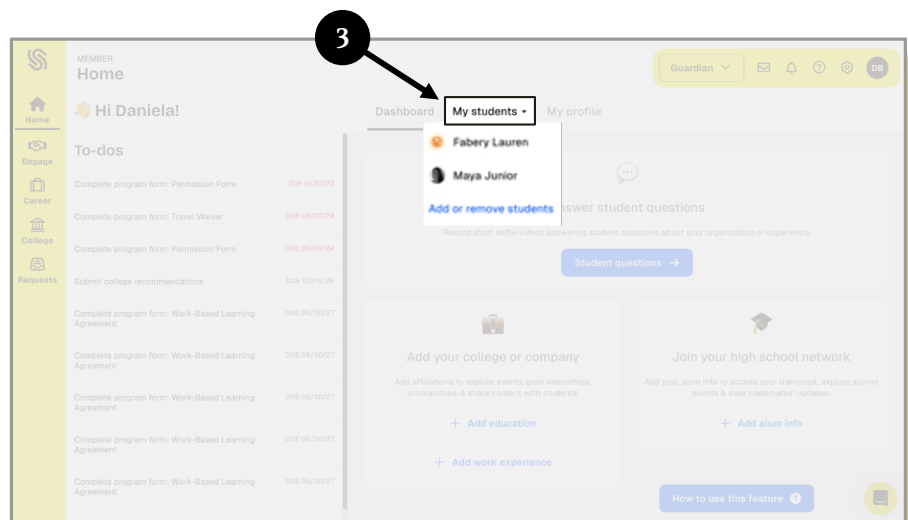 3
MEMBER
Home
Guardian
DB
Home
Engage
Career
College
Requests
👋 Hi Daniela!
Dashboard My students My profile
Fabery Lauren
Maya Junior
Add or remove students
To-dos
Complete program form: Permission Form DUE 11/30/23
Complete program form: Travel Waiver DUE 06/07/24
Complete program form: Permission Form DUE 09/09/24
Submit college recommendations DUE 03/15/26
Complete program form: Work-Based Learning DUE 06/30/27
Agreement
Complete program form: Work-Based Learning DUE 06/30/27
Agreement
Complete program form: Work-Based Learning DUE 06/30/27
Agreement
Complete program form: Work-Based Learning DUE 06/30/27
Agreement
Complete program form: Work-Based Learning DUE 06/30/27
Agreement
student questions
Record short selfie videos answering student questions about your organization or experience.
Student questions →
Add your college or company
Add affiliations to explore events, post internships,
scholarships, & share content with students.
+ Add education
+ Add work experience
Join your high school network
Add your alum info to access your transcript, explore alumni
events & view classmates' updates.
+ Add alum info
How to use this feature ?